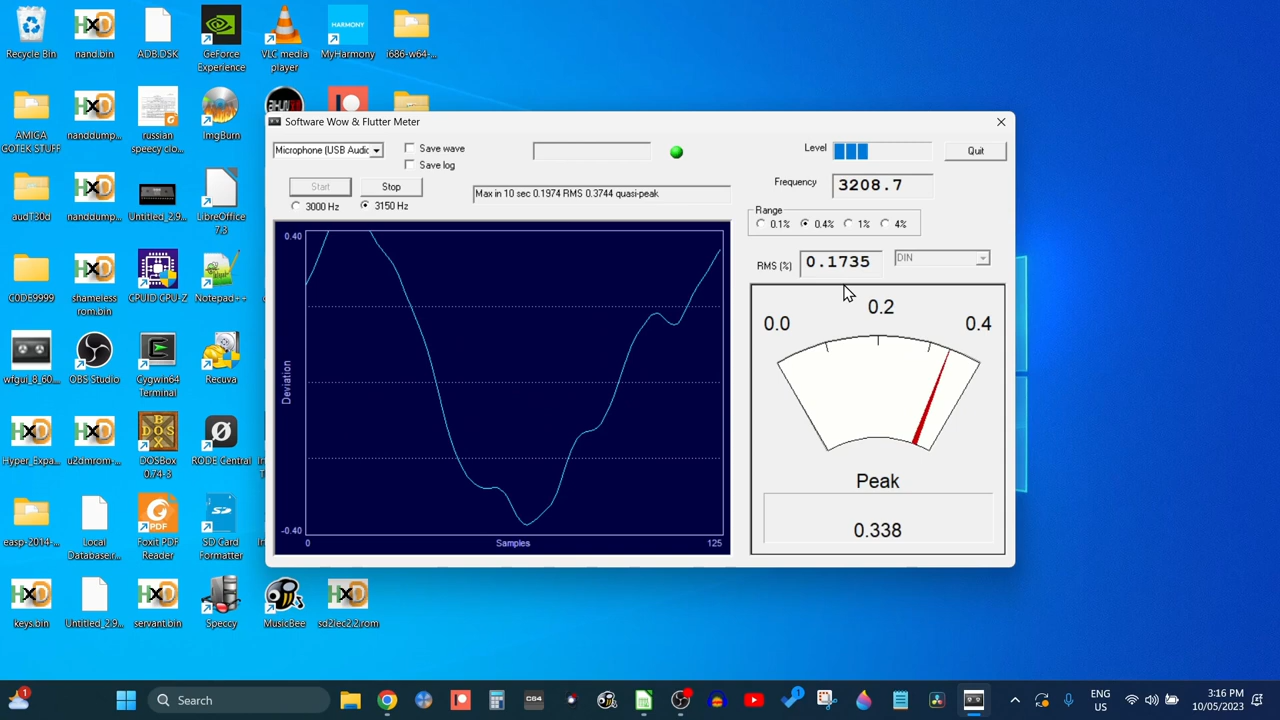 Recycle Bin
nand.bin
ADB.DSK
GeForce Experience
VLC media player
MyHarmony
HARMONY
i686-w64-...
AMIGA GOTEK STUFF
nanddump...
russian speecy clo...
ImgBurn
audT30d
nanddump...
Untitled_2.9...
LibreOffice 7.3
C0DE9999
shameless rom.bin
CPUID CPU-Z
Notepad++
wfgui_8_60...
OBS Studio
Cygwin64 Terminal
Recuva
Hyper_Expa...
u2dmrom-...
DOSBox 0.74-3
RODE Central
easp-2014-...
Local Database.r...
Foxit PDF Reader
SD Card Formatter
keys.bin
Untitled_2.9...
servant.bin
Speccy
MusicBee
sd2iec2.2irom
Software Wow & Flutter Meter
Microphone (USB Audic
Save wave
Save log
Level
Quit
Start
Stop
Max in 10 sec 0.1974 RMS 0.3744 quasi-peak
Frequency
3208.7
3000 Hz
3150 Hz
Range
0.1%
0.4%
1%
4%
RMS (%)
0.1735
DIN
0.40
Deviation
-0.40
0
Samples
125
0.0
0.2
0.4
Peak
0.338
1
Search
C64
ENG
US
3:16 PM
10/05/2023